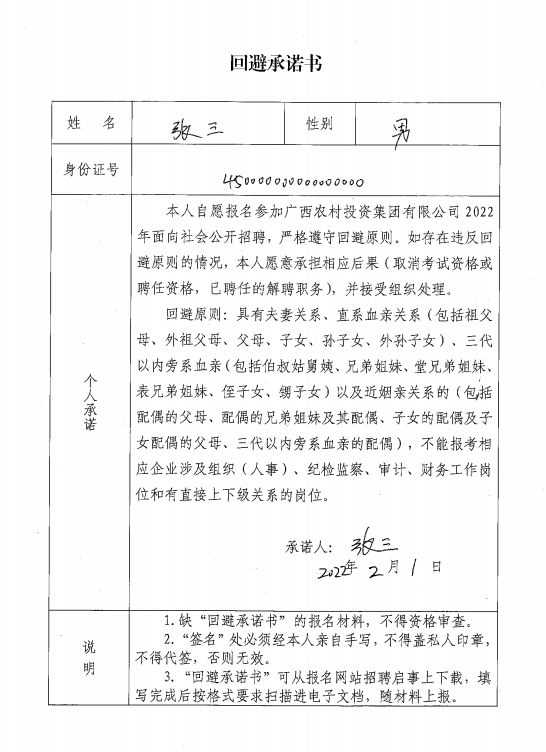 回避承诺书
姓 名 张三 性别 男
身份证号 450000000000000000
本人自愿报名参加广西农村投资集团有限公司2022
年面向社会公开招聘，严格遵守回避原则。如存在违反回
避原则的情况，本人愿意承担相应后果（取消考试资格或
聘任资格，已聘任的解聘职务），并接受组织处理。
回避原则：具有夫妻关系、直系血亲关系（包括祖父
母、外祖父母、父母、子女、孙子女、外孙子女）、三代
以内旁系血亲（包括伯叔姑舅姨、兄弟姐妹、堂兄弟姐妹、
表兄弟姐妹、侄子女、甥子女）以及近姻亲关系的（包括
配偶的父母、配偶的兄弟姐妹及其配偶、子女的配偶及子
女配偶的父母、三代以内旁系血亲的配偶），不能报考相
应企业涉及组织（人事）、纪检监察、审计、财务工作岗
位和有直接上下级关系的岗位。
个人承诺
承诺人：张三
2022年 2 月 1 日
说明
1.缺“回避承诺书”的报名材料，不得资格审查。
2.“签名”处必须经本人亲自手写，不得盖私人印章，
不得代签，否则无效。
3.“回避承诺书”可从报名网站招聘启事上下载，填
写完成后按格式要求扫描进电子文档，随材料上报。